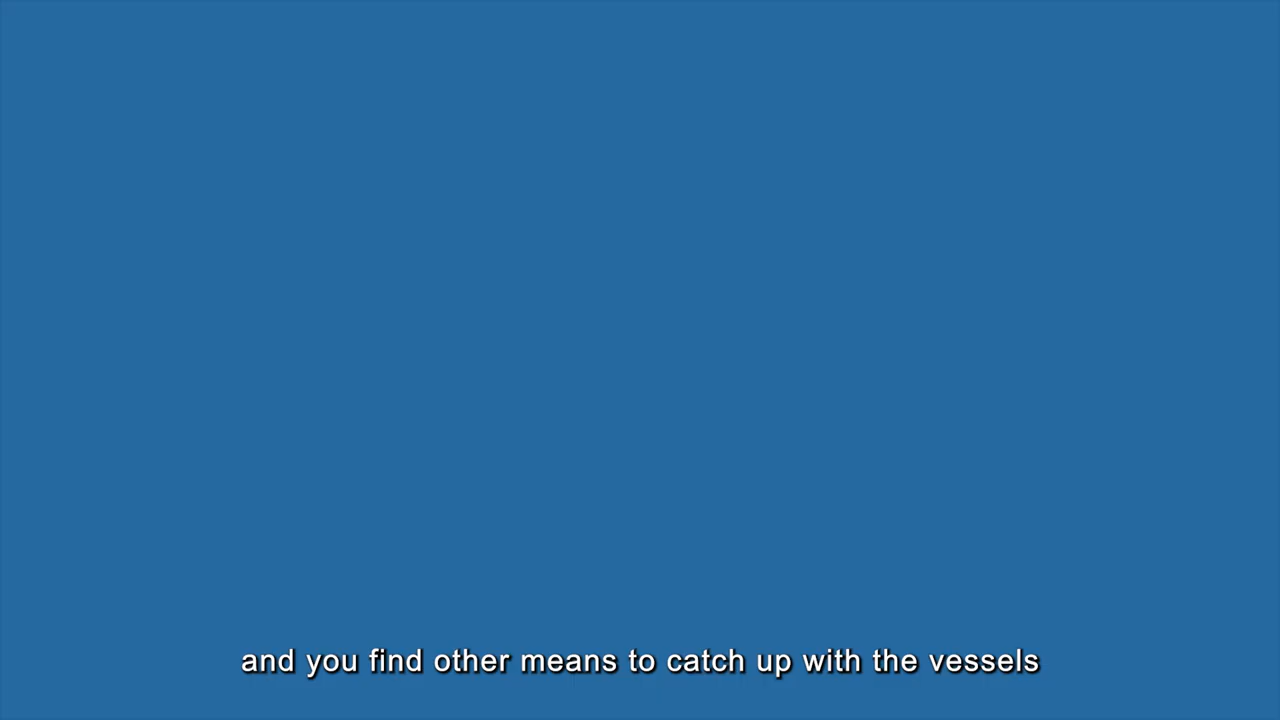 and you find other means to catch up with the vessels